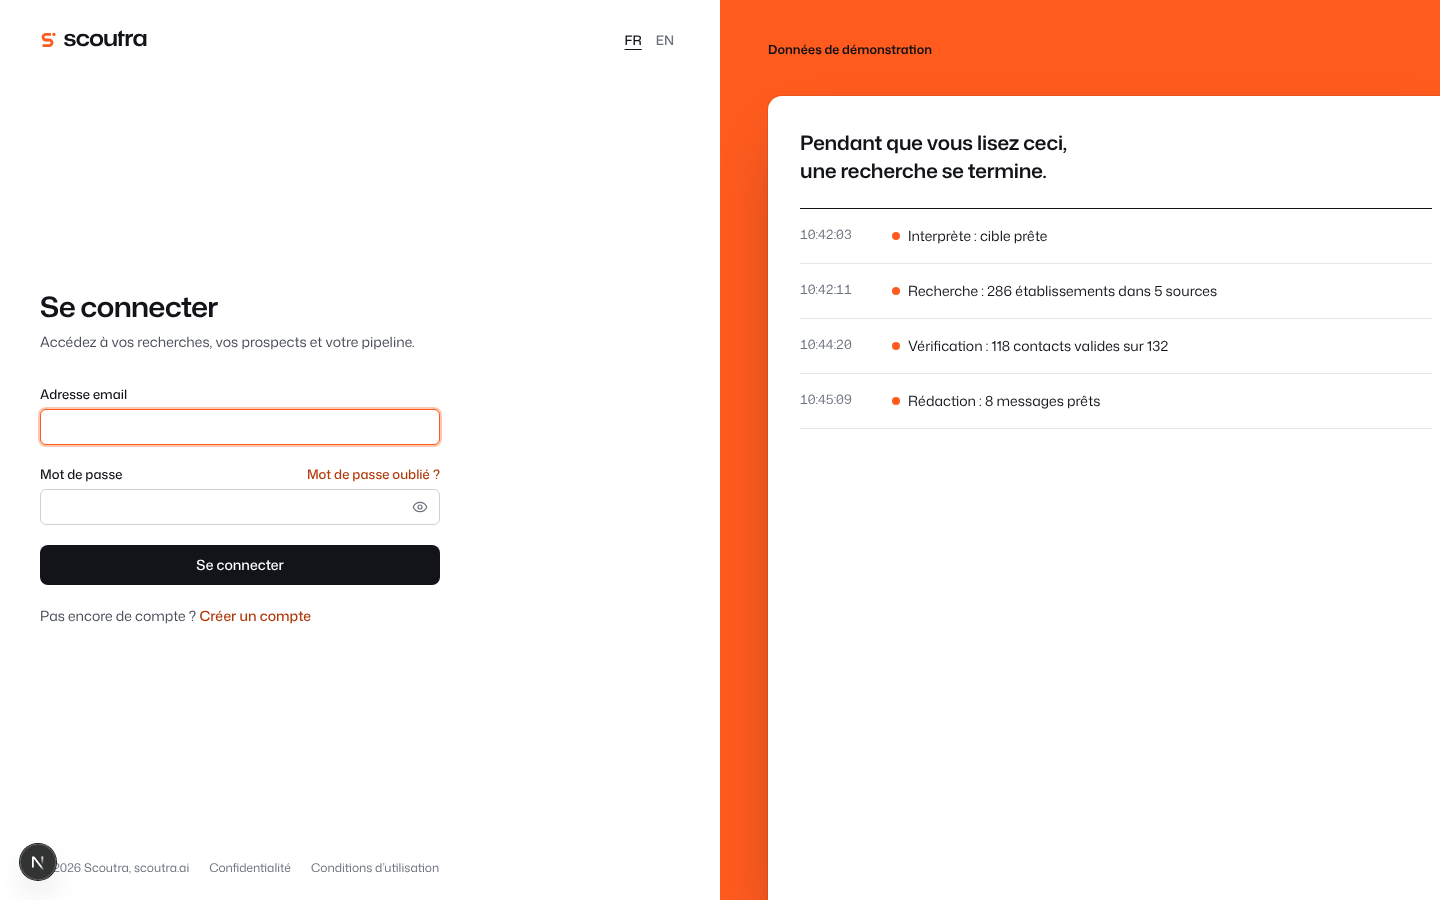 scoutra
FR EN
Se connecter
Accédez à vos recherches, vos prospects et votre pipeline.
Adresse email
Mot de passe
Mot de passe oublié ?
Se connecter
Pas encore de compte ? Créer un compte
2026 Scoutra, scoutra.ai
Confidentialité
Conditions d'utilisation
Données de démonstration
Pendant que vous lisez ceci,
une recherche se termine.
10:42:03 Interprète : cible prête
10:42:11 Recherche : 286 établissements dans 5 sources
10:44:20 Vérification : 118 contacts valides sur 132
10:45:09 Rédaction : 8 messages prêts